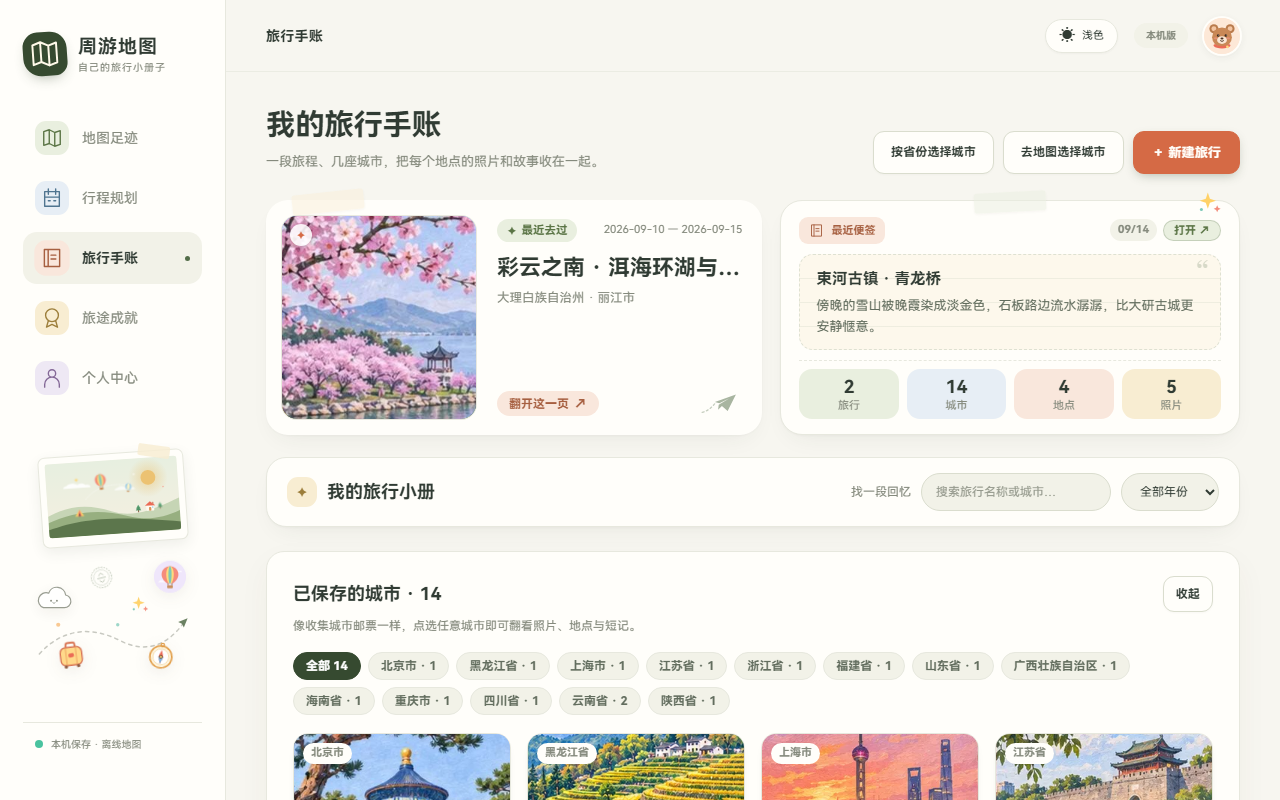 周游地图
自己的旅行小册子
地图足迹
行程规划
旅行手账
旅途成就
个人中心
本机保存 · 离线地图
旅行手账
浅色
本机版
我的旅行手账
一段旅程、几座城市，把每个地点的照片和故事收在一起。
按省份选择城市
去地图选择城市
+ 新建旅行
✦ 最近去过
2026-09-10 — 2026-09-15
彩云之南 · 洱海环湖与…
大理白族自治州 · 丽江市
翻开这一页 ↗
最近便签
09/14
打开 ↗
束河古镇 · 青龙桥
傍晚的雪山被晚霞染成淡金色，石板路边流水潺潺，比大研古城更
安静惬意。
2
旅行
14
城市
4
地点
5
照片
我的旅行小册
找一段回忆
搜索旅行名称或城市…
全部年份
已保存的城市 · 14
收起
像收集城市邮票一样，点选任意城市即可翻看照片、地点与短记。
全部 14
北京市 · 1
黑龙江省 · 1
上海市 · 1
江苏省 · 1
浙江省 · 1
福建省 · 1
山东省 · 1
广西壮族自治区 · 1
海南省 · 1
重庆市 · 1
四川省 · 1
云南省 · 2
陕西省 · 1
北京市
黑龙江省
上海市
江苏省